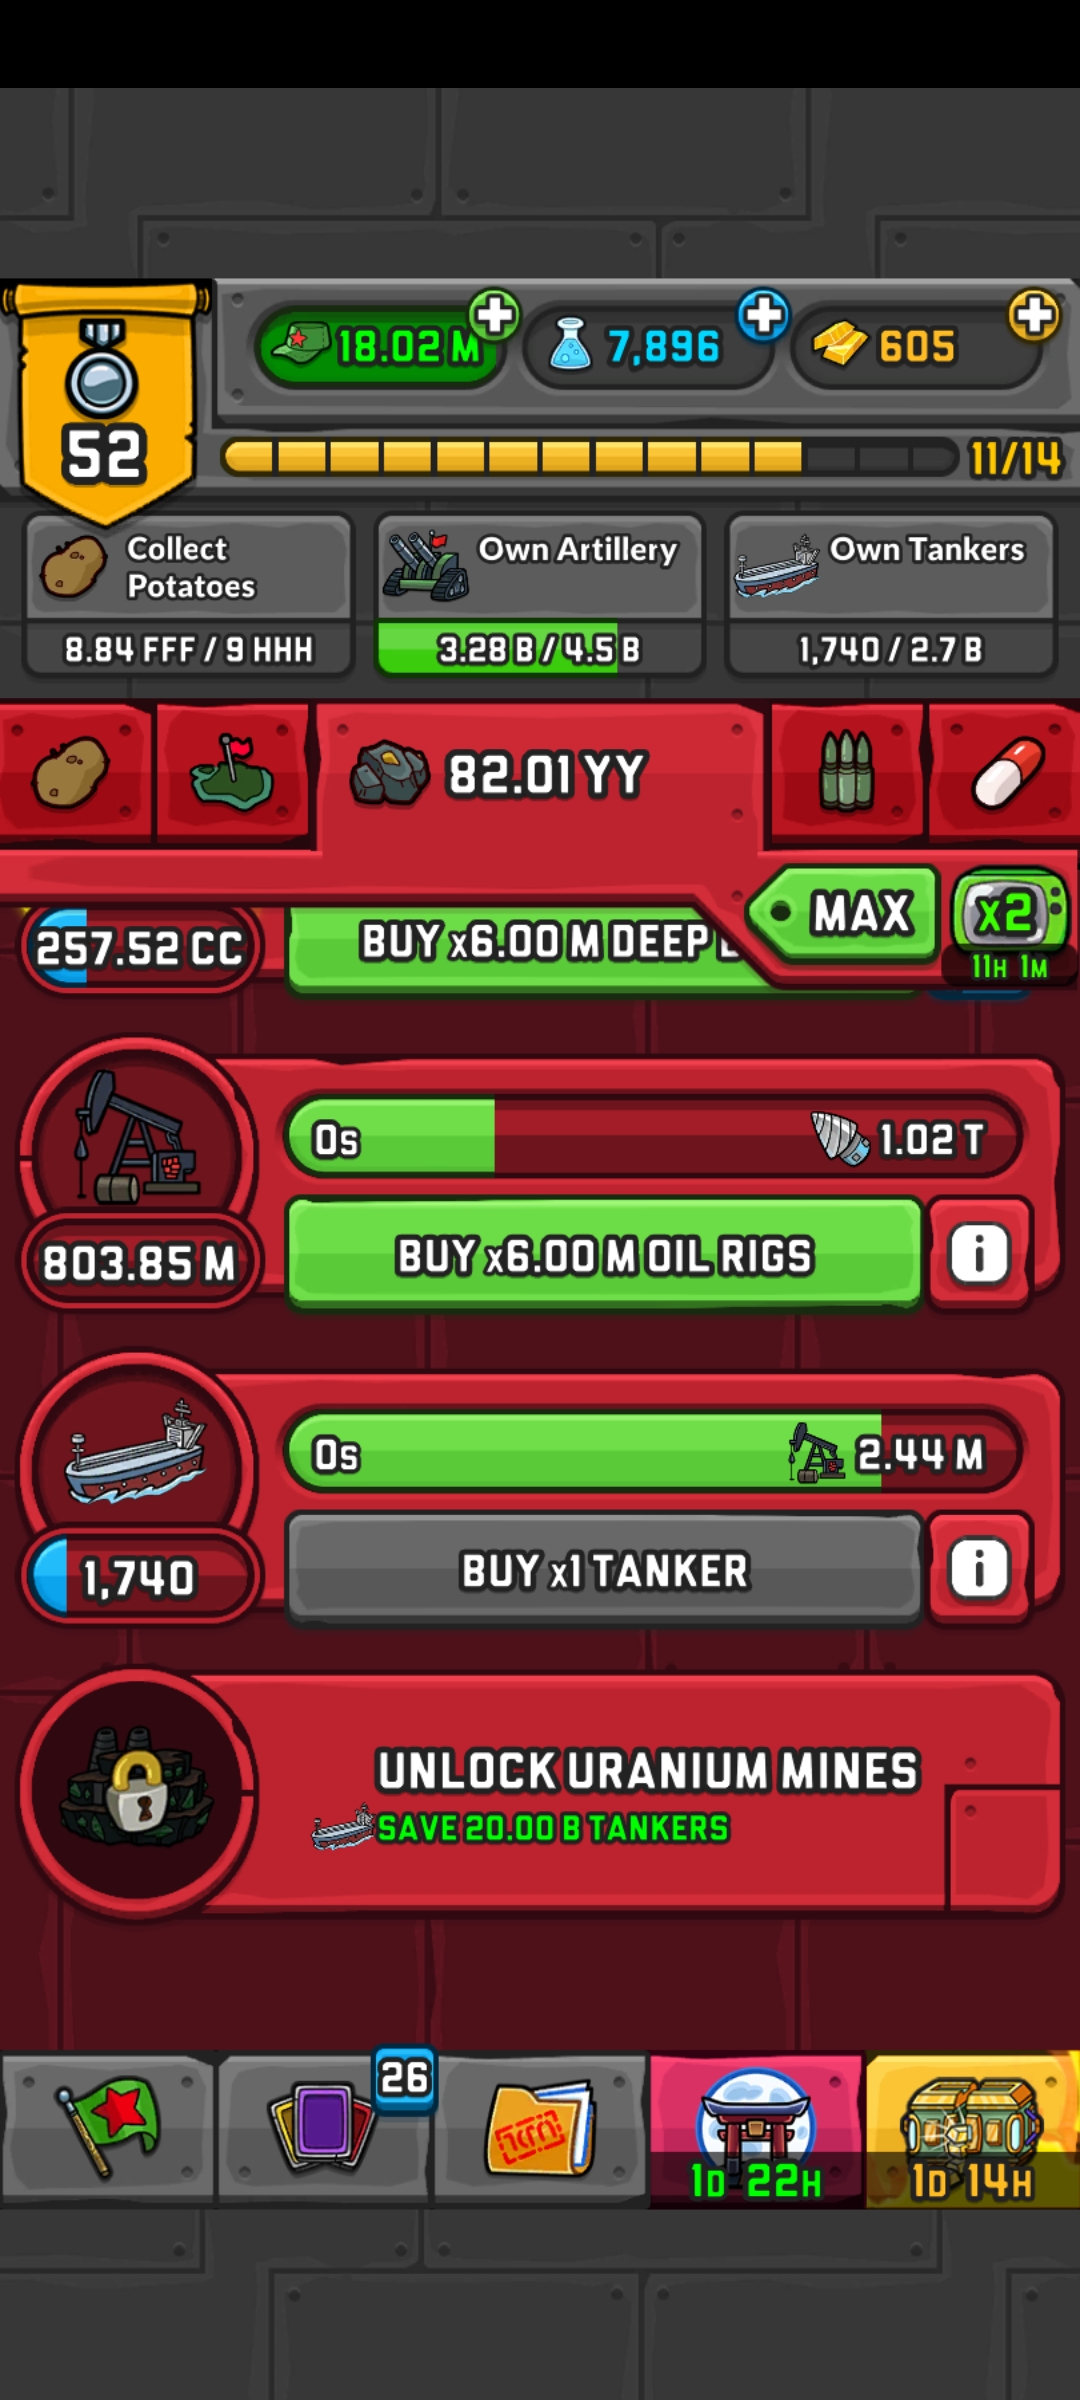 18.02 M
7,896
605
52
11/14
Collect
Potatoes
8.84 FFF / 9 HHH
Own Artillery
3.28 B / 4.5 B
Own Tankers
1,740 / 2.7 B
82.01 YY
MAX
x2
11H 1M
257.52 CC
BUY x6.00 M DEEP
0s
1.02 T
803.85 M
BUY x6.00 M OIL RIGS
i
0s
2.44 M
1,740
BUY x1 TANKER
i
UNLOCK URANIUM MINES
SAVE 20.00 B TANKERS
26
1D 22H
1D 14H